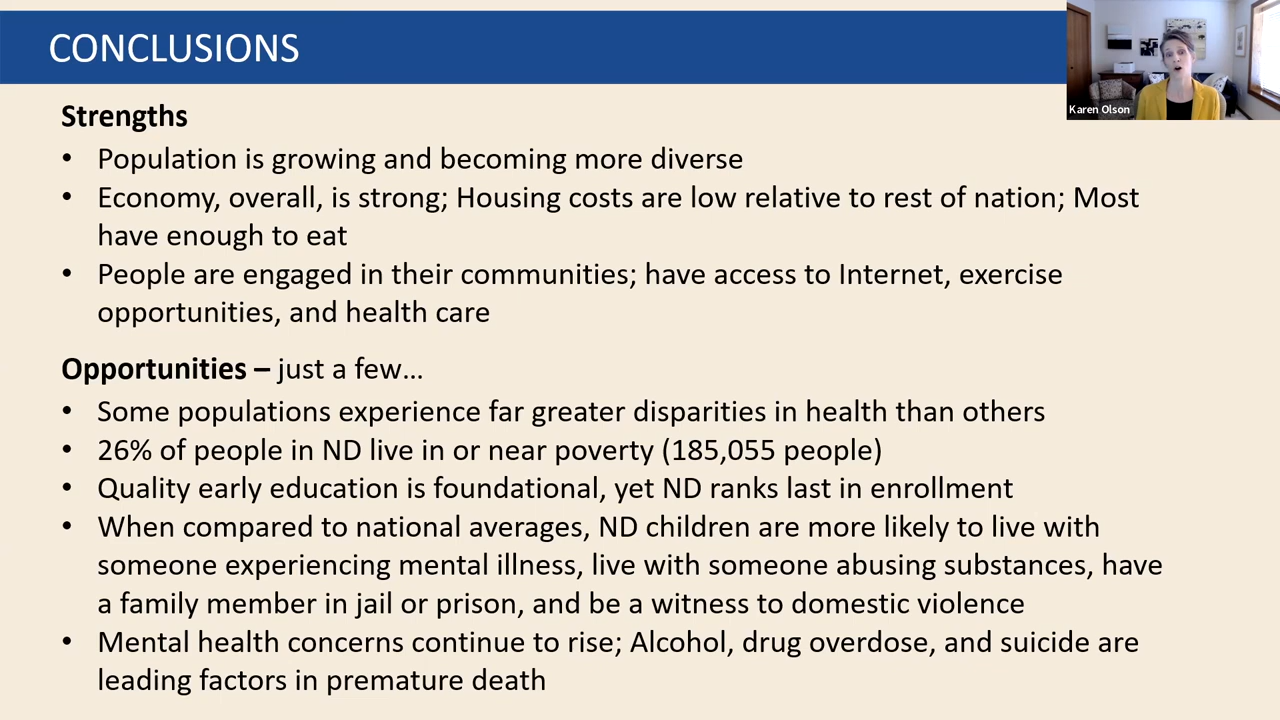 CONCLUSIONS
Karen Olson
Strengths
• Population is growing and becoming more diverse
• Economy, overall, is strong; Housing costs are low relative to rest of nation; Most
have enough to eat
• People are engaged in their communities; have access to Internet, exercise
opportunities, and health care
Opportunities – just a few…
• Some populations experience far greater disparities in health than others
• 26% of people in ND live in or near poverty (185,055 people)
• Quality early education is foundational, yet ND ranks last in enrollment
• When compared to national averages, ND children are more likely to live with
someone experiencing mental illness, live with someone abusing substances, have
a family member in jail or prison, and be a witness to domestic violence
• Mental health concerns continue to rise; Alcohol, drug overdose, and suicide are
leading factors in premature death